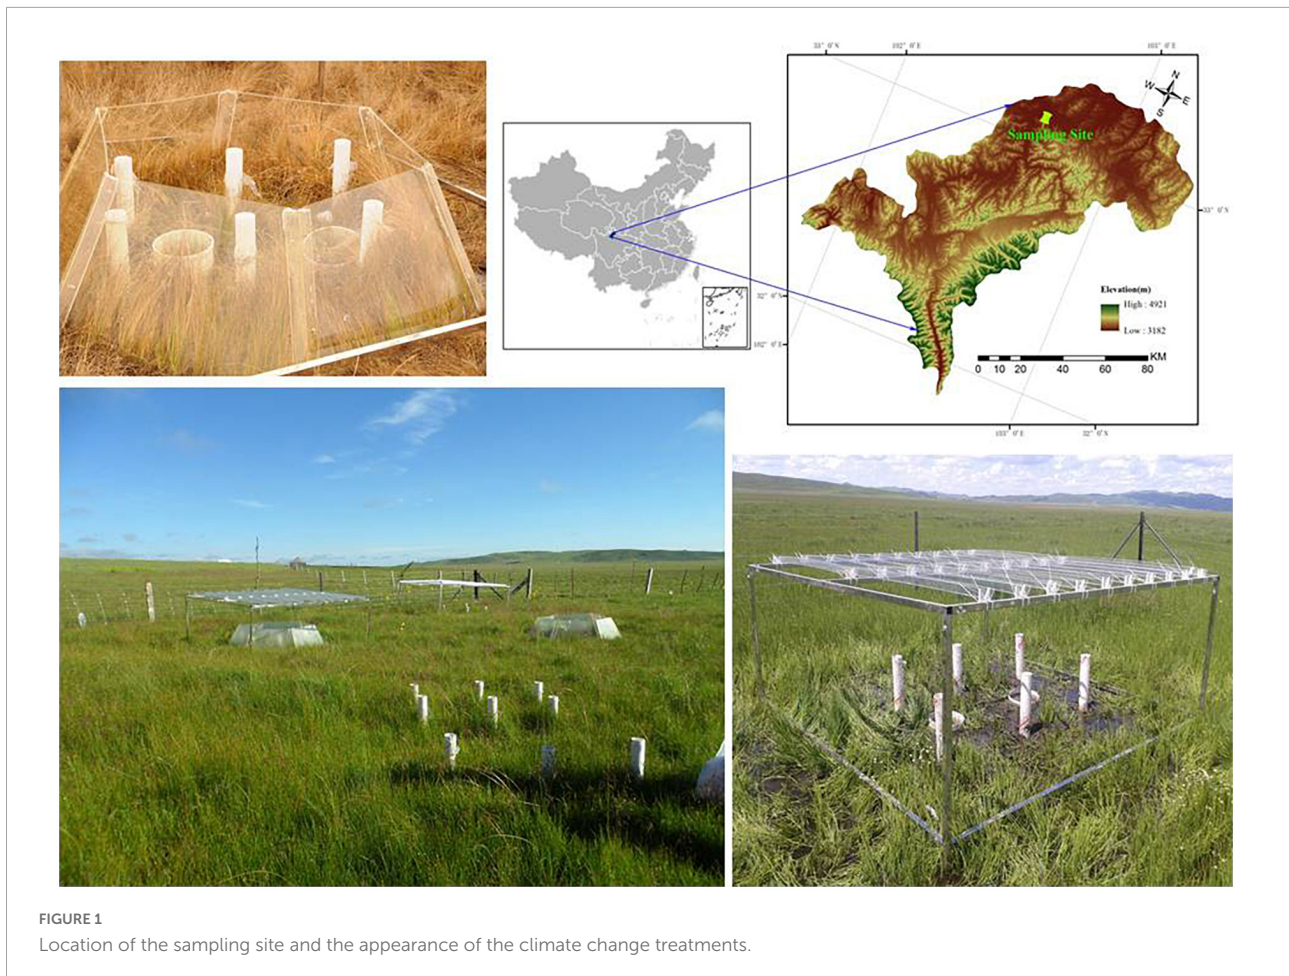 33° 0′N
102° 0′E
103° 0′E
N
W
E
S
Sampling Site
33° 0′N
32° 0′N
102° 0′E
Elevation(m)
High : 4921
Low : 3182
KM
0 10 20 40 60 80
103° 0′E
32° 0′N
FIGURE 1
Location of the sampling site and the appearance of the climate change treatments.